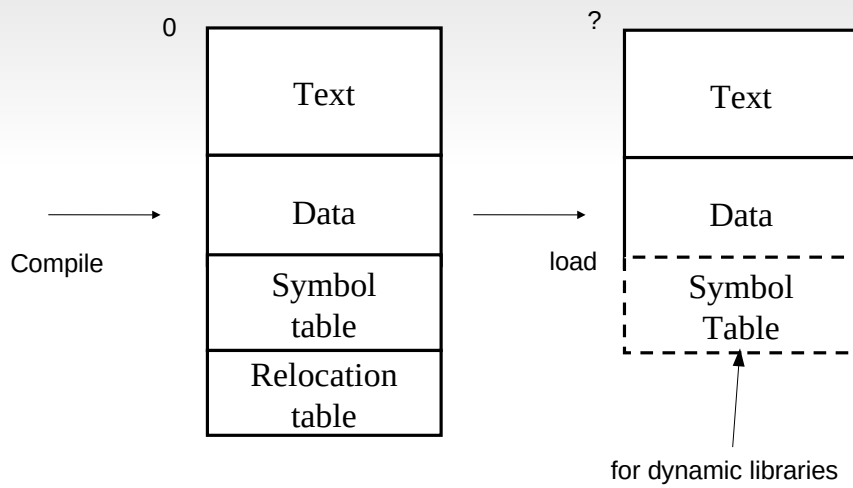 0
Text
Data
Symbol
table
Relocation
table
Compile
load
?
Text
Data
Symbol
Table
for dynamic libraries